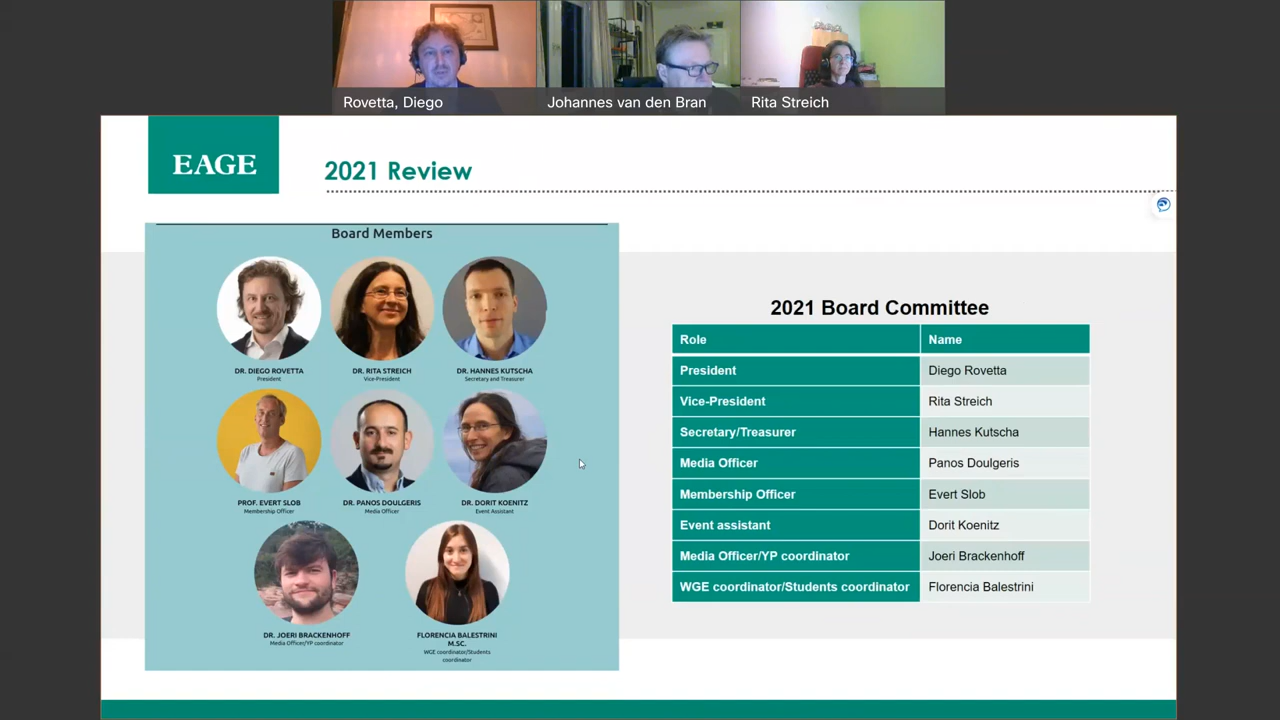 Rovetta, Diego
Johannes van den Bran
Rita Streich
EAGE
2021 Review
Board Members
DR. DIEGO ROVETTA
President
DR. RITA STREICH
Vice-President
DR. HANNES KUTSCHA
Secretary and Treasurer
PROF. EVERT SLOB
Membership Officer
DR. PANOS DOULGERIS
Media Officer
DR. DORIT KOENITZ
Event Assistant
DR. JOERI BRACKENHOFF
Media Officer/YP coordinator
FLORENCIA BALESTRINI
M.SC.
WGE coordinator/Students
coordinator
2021 Board Committee
Role Name
President Diego Rovetta
Vice-President Rita Streich
Secretary/Treasurer Hannes Kutscha
Media Officer Panos Doulgeris
Membership Officer Evert Slob
Event assistant Dorit Koenitz
Media Officer/YP coordinator Joeri Brackenhoff
WGE coordinator/Students coordinator Florencia Balestrini